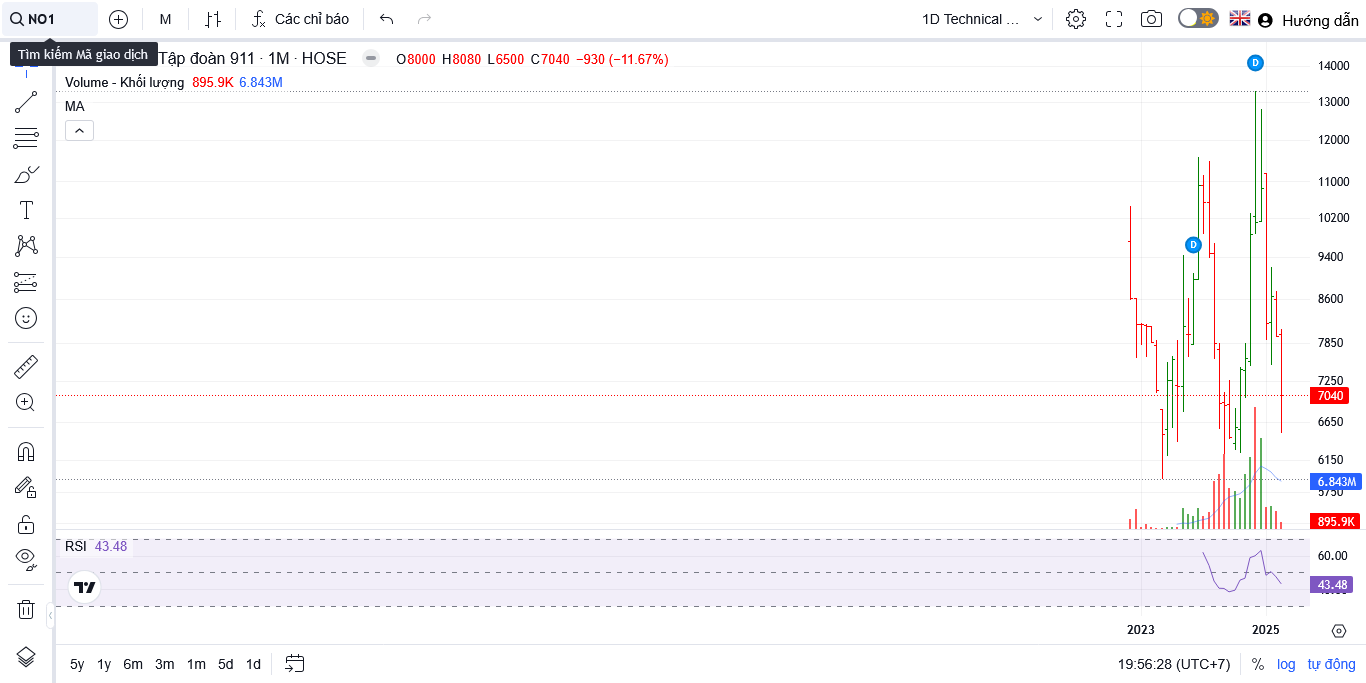 NO1
M
Các chỉ báo
1D Technical ...
Hướng dẫn
Tìm kiếm Mã giao dịch
Tập đoàn 911 · 1M · HOSE
O8000 H8080 L6500 C7040 −930 (−11.67%)
Volume - Khối lượng 895.9K 6.843M
MA
D
D
14000
13000
12000
11000
10200
9400
8600
7850
7250
7040
6650
6150
6.843M
5750
895.9K
RSI 43.48
60.00
43.48
2023
2025
5y 1y 6m 3m 1m 5d 1d
19:56:28 (UTC+7)
% log tự động